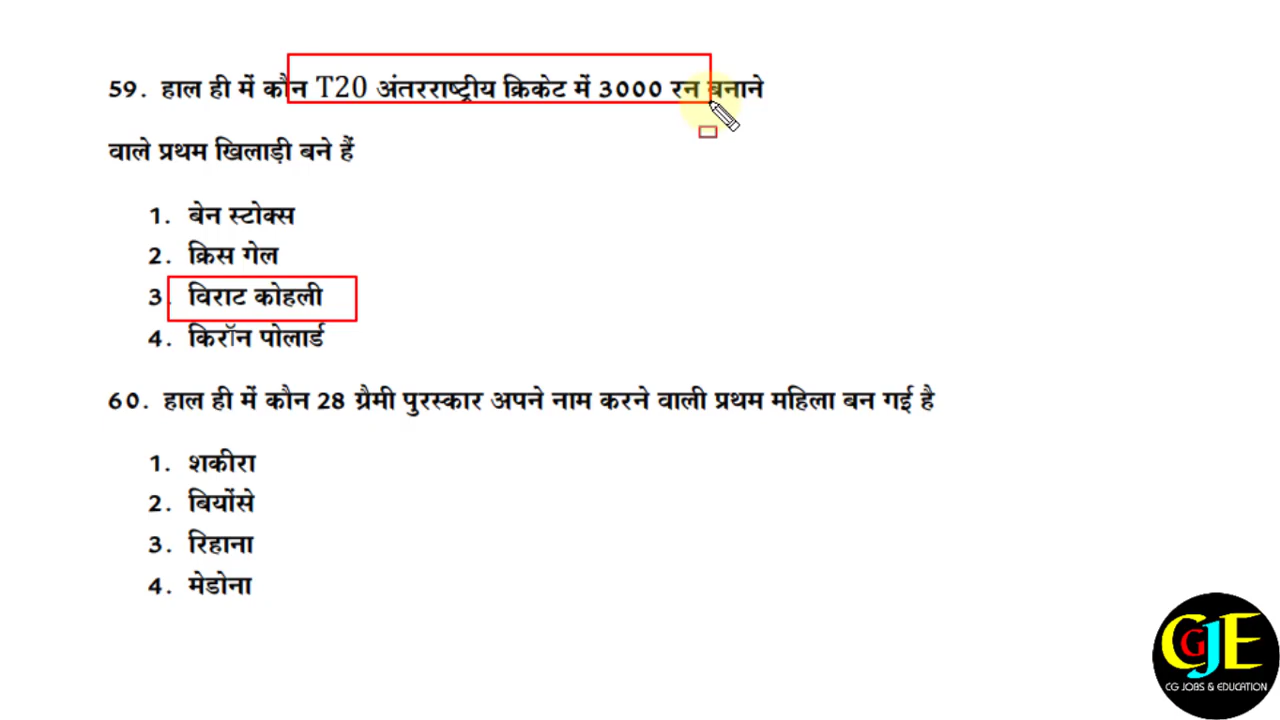 59. हाल ही में कौन T20 अंतरराष्ट्रीय क्रिकेट में 3000 रन बनाने
वाले प्रथम खिलाड़ी बने हैं
1. बेन स्टोक्स
2. क्रिस गेल
3. विराट कोहली
4. किरॉन पोलार्ड
60. हाल ही में कौन 28 ग्रैमी पुरस्कार अपने नाम करने वाली प्रथम महिला बन गई है
1. शकीरा
2. बियोंसे
3. रिहाना
4. मेडोना
CGJE
CG JOBS & EDUCATION